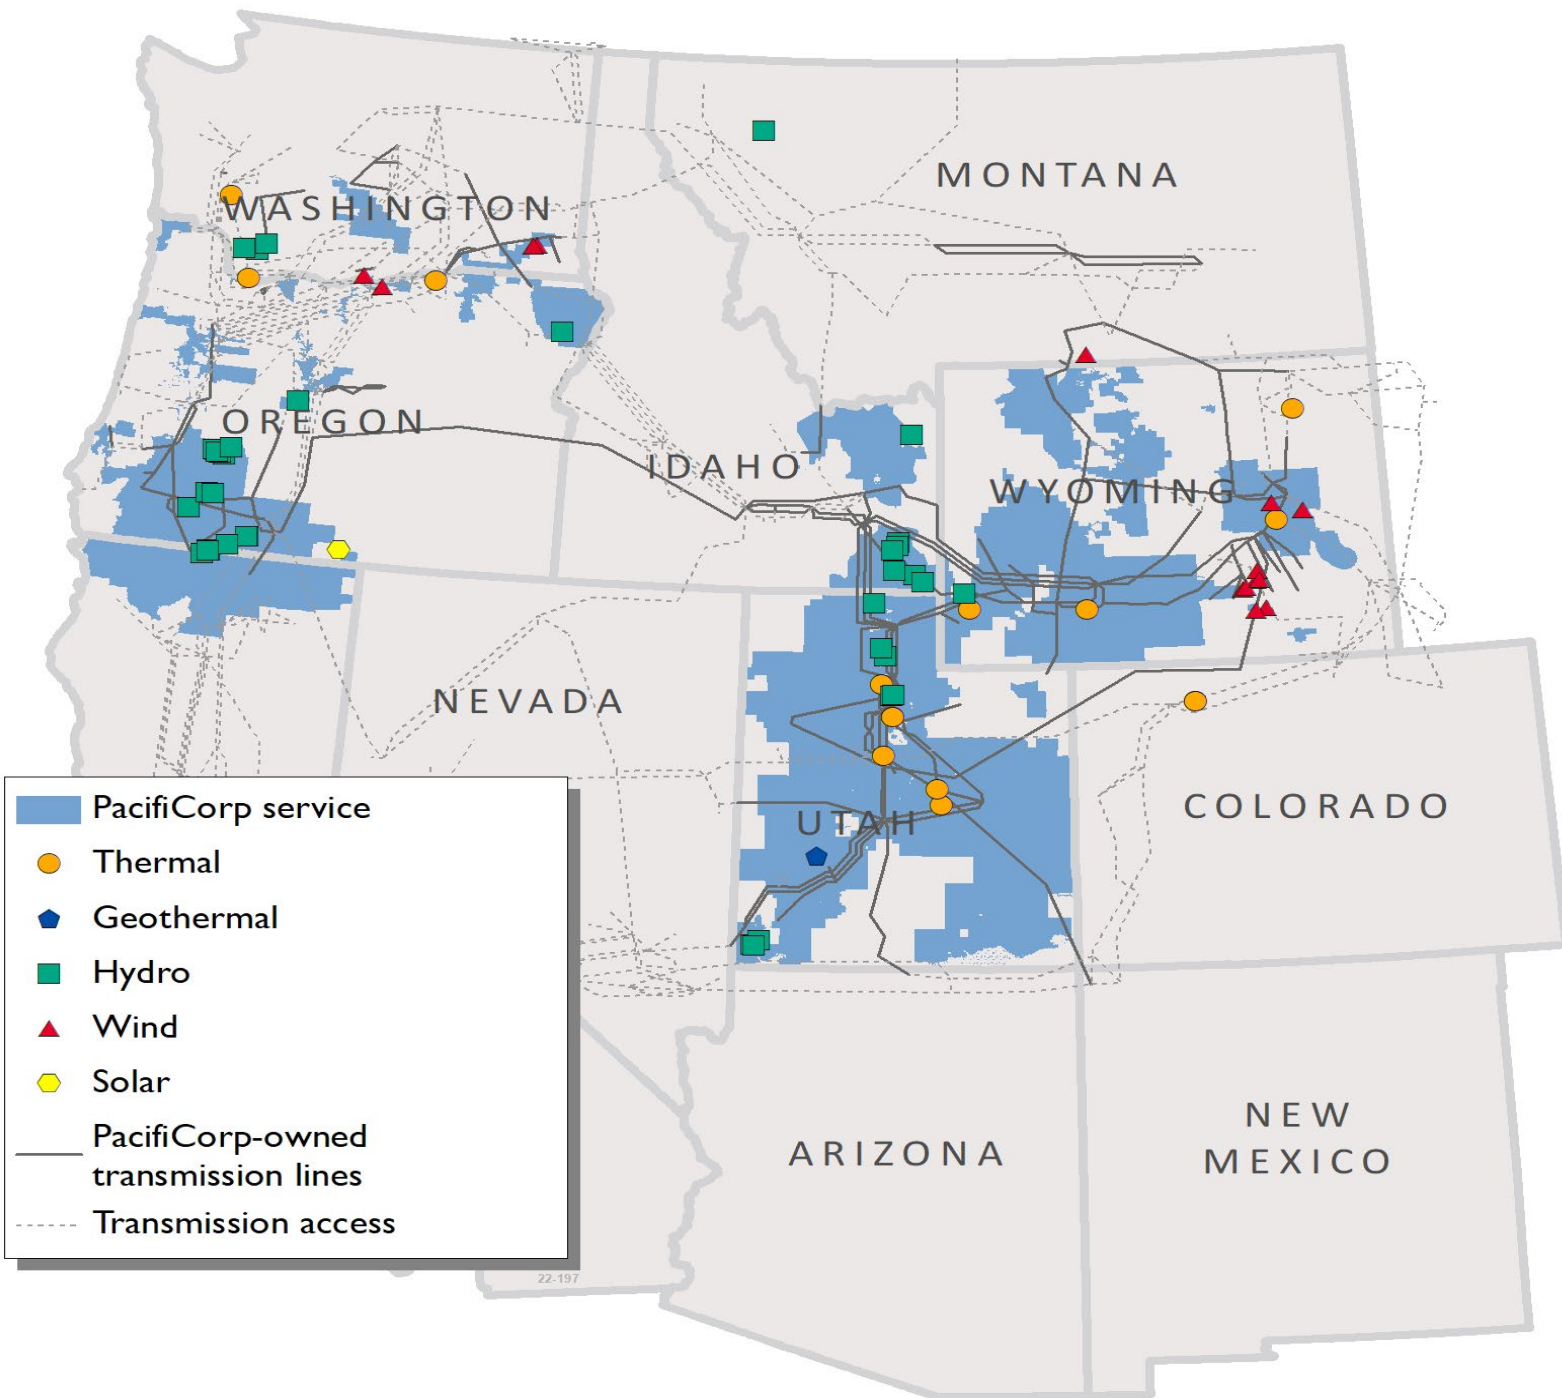 MONTANA
WASHINGTON
OREGON
IDAHO
WYOMING
NEVADA
UTAH
COLORADO
PacifiCorp service
Thermal
Geothermal
Hydro
Wind
Solar
PacifiCorp-owned
transmission lines
Transmission access
ARIZONA
NEW
MEXICO
22-197